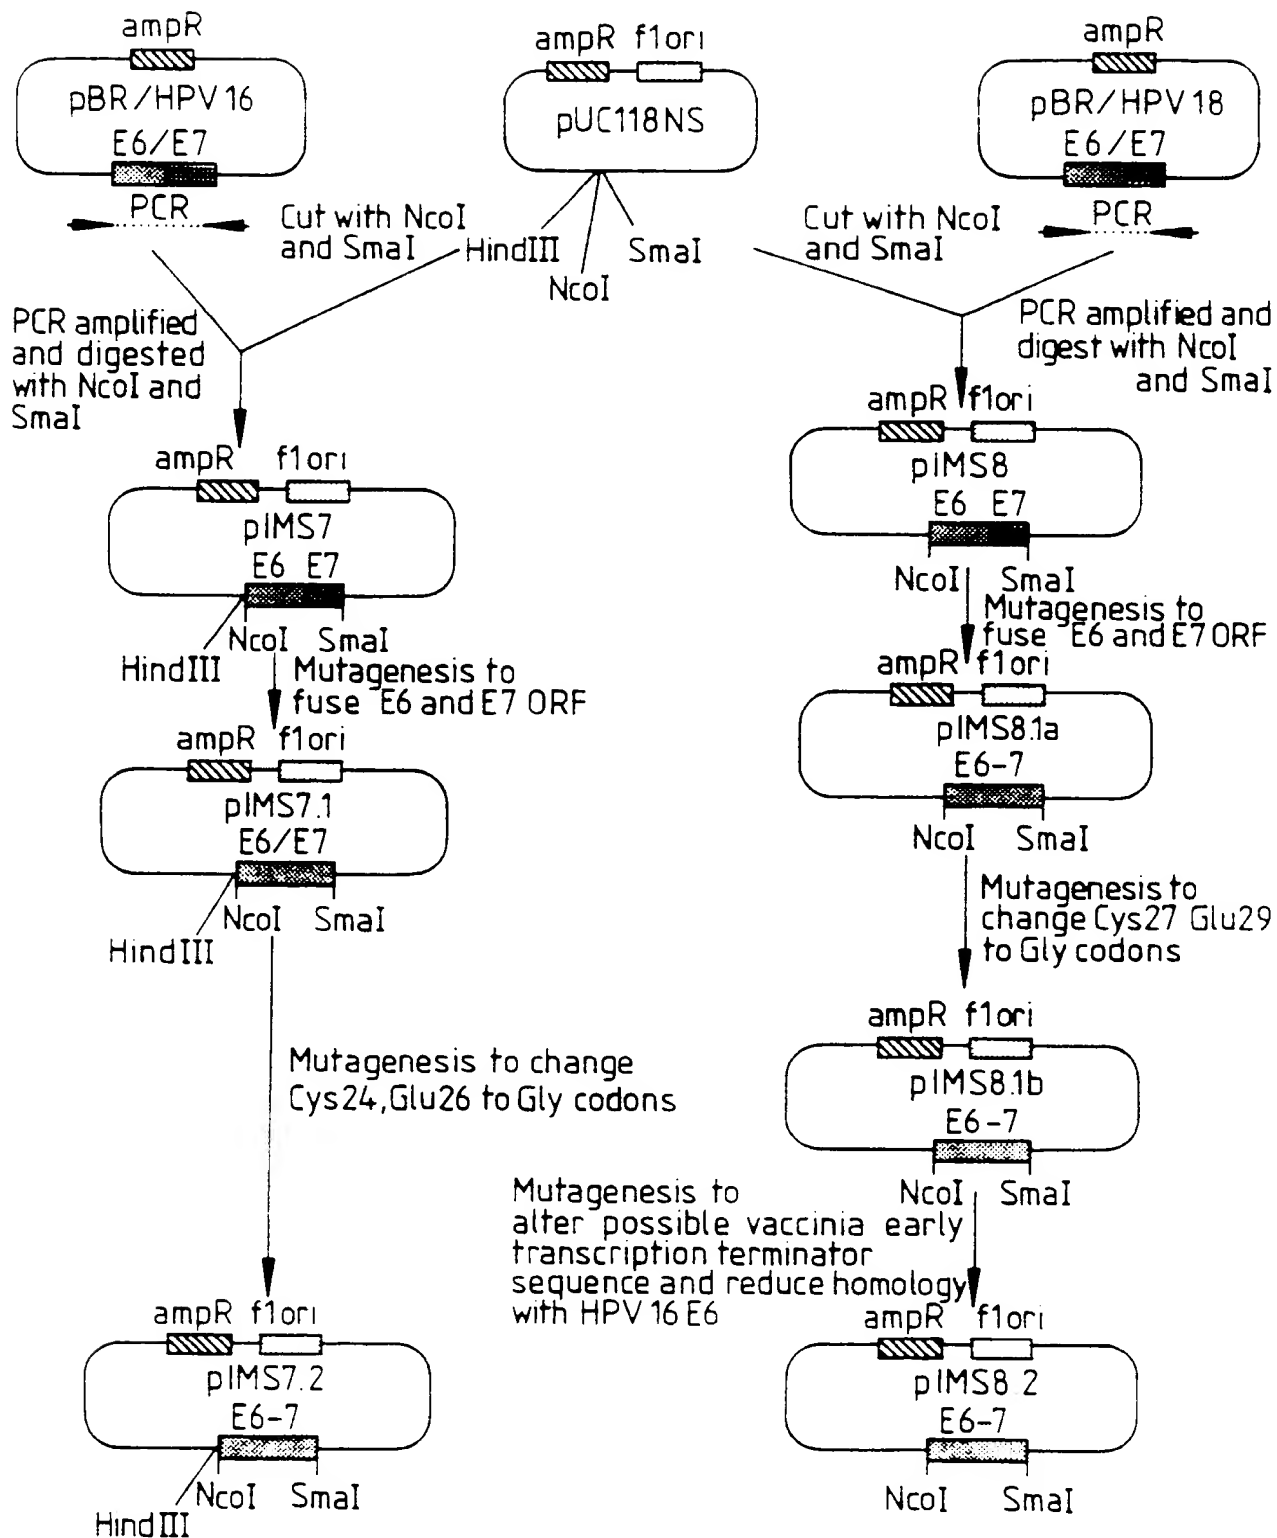 ampR
pBR/HPV16
E6/E7
PCR
ampR f1ori
pUC118NS
HindIII
NcoI
SmaI
ampR
pBR/HPV18
E6/E7
PCR
Cut with NcoI
and SmaI
Cut with NcoI
and SmaI
PCR amplified
and digested
with NcoI and
SmaI
PCR amplified and
digest with NcoI
and SmaI
ampR f1ori
pIMS7
E6 E7
NcoI SmaI
HindIII
Mutagenesis to
fuse E6 and E7 ORF
ampR f1ori
pIMS7.1
E6/E7
NcoI SmaI
HindIII
Mutagenesis to change
Cys24,Glu26 to Gly codons
ampR f1ori
pIMS7.2
E6-7
NcoI SmaI
HindIII
ampR f1ori
pIMS8
E6 E7
NcoI SmaI
Mutagenesis to
fuse E6 and E7 ORF
ampR f1ori
pIMS8.1a
E6-7
NcoI SmaI
Mutagenesis to
change Cys27 Glu29
to Gly codons
ampR f1ori
pIMS8.1b
E6-7
NcoI SmaI
Mutagenesis to
alter possible vaccinia early
transcription terminator
sequence and reduce homology
with HPV 16 E6
ampR f1ori
pIMS8.2
E6-7
NcoI SmaI